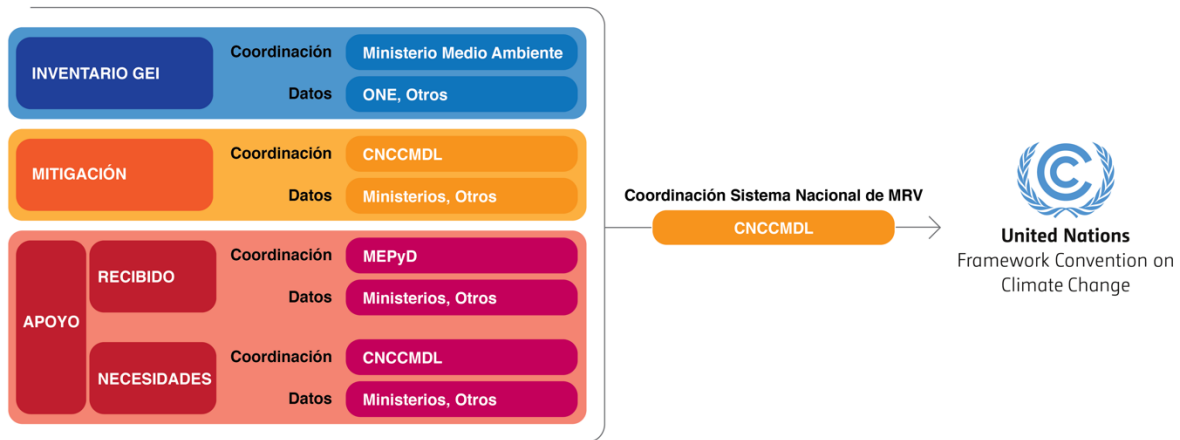 INVENTARIO GEI
Coordinación
Ministerio Medio Ambiente
Datos
ONE, Otros
MITIGACIÓN
Coordinación
CNCCMDL
Datos
Ministerios, Otros
APOYO
RECIBIDO
Coordinación
MEPyD
Datos
Ministerios, Otros
NECESIDADES
Coordinación
CNCCMDL
Datos
Ministerios, Otros
Coordinación Sistema Nacional de MRV
CNCCMDL
United Nations
Framework Convention on
Climate Change